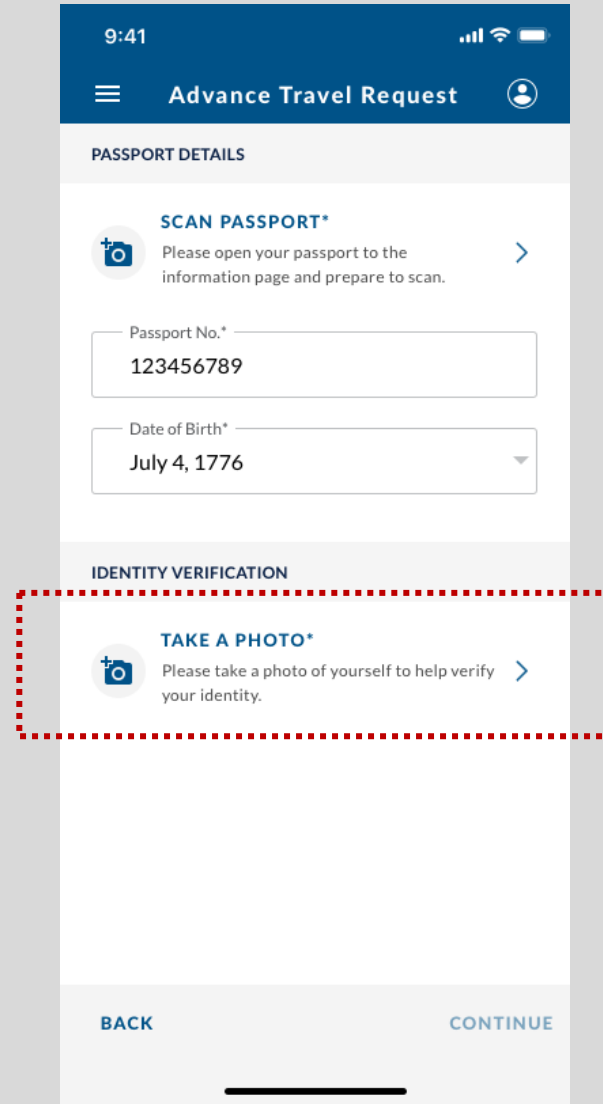 9:41
Advance Travel Request
PASSPORT DETAILS
SCAN PASSPORT*
Please open your passport to the
information page and prepare to scan.
Passport No.*
123456789
Date of Birth*
July 4, 1776
IDENTITY VERIFICATION
TAKE A PHOTO*
Please take a photo of yourself to help verify
your identity.
BACK CONTINUE